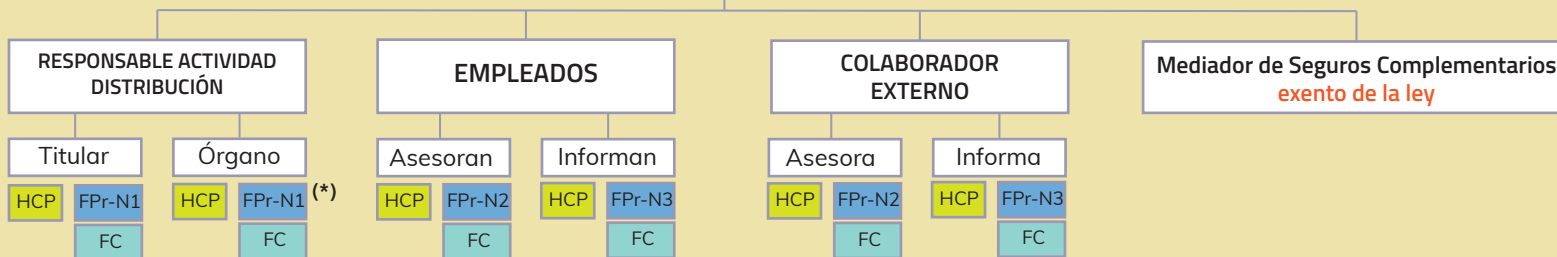 RESPONSABLE ACTIVIDAD
DISTRIBUCIÓN
EMPLEADOS
COLABORADOR
EXTERNO
Mediador de Seguros Complementarios
exento de la ley
Titular
Órgano
Asesoran
Informan
Asesora
Informa
HCP
FPr-N1
HCP
FPr-N1 (*)
HCP
FPr-N2
HCP
FPr-N3
HCP
FPr-N2
HCP
FPr-N3
FC
FC
FC
FC
FC
FC